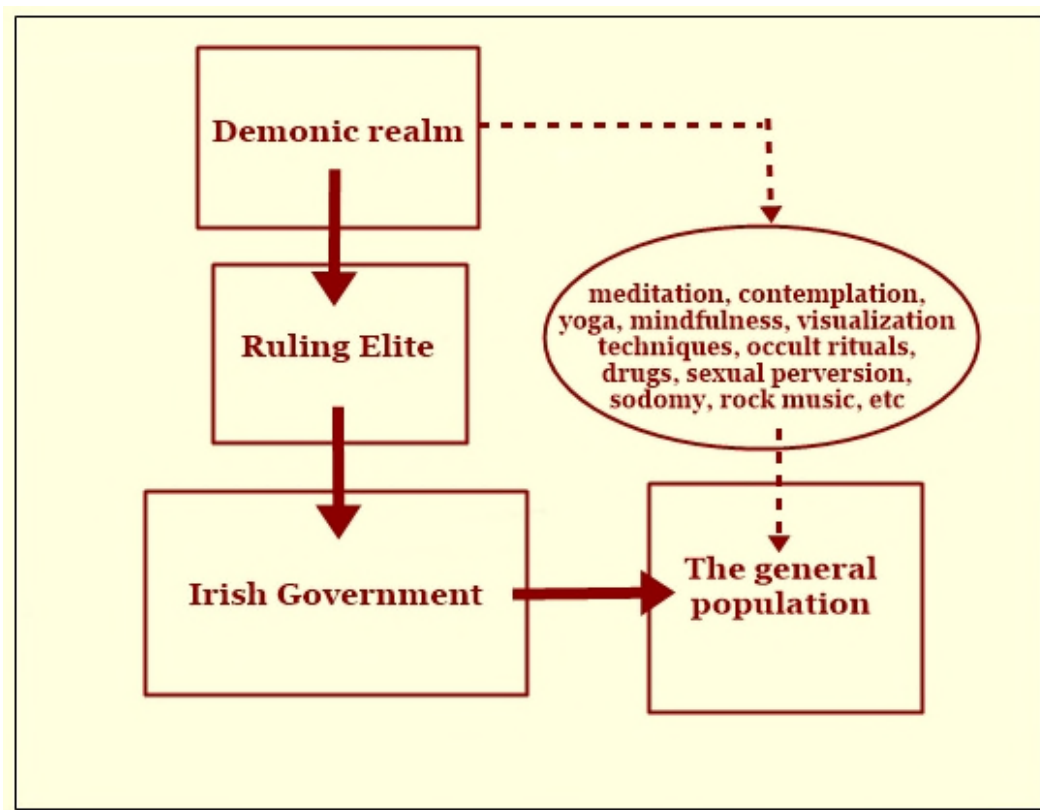 Demonic realm
Ruling Elite
meditation, contemplation,
yoga, mindfulness, visualization
techniques, occult rituals,
drugs, sexual perversion,
sodomy, rock music, etc
Irish Government
The general
population